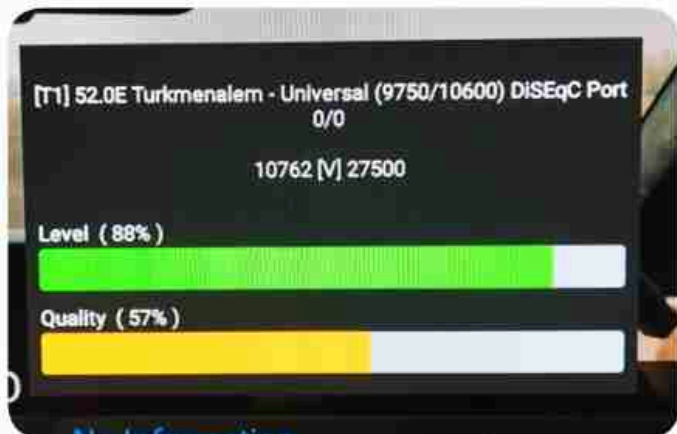 [T1] 52.0E Turkmenalem - Universal (9750/10600) DiSEqC Port
0/0
10762 [V] 27500
Level ( 88% )
Quality ( 57% )